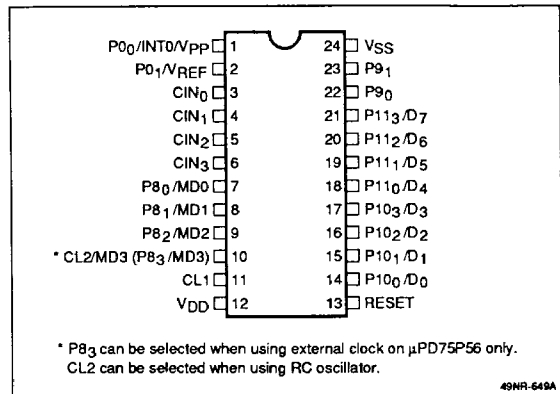 P0₀/INT0/VPP 1 24 VSS
P0₁/VREF 2 23 P9₁
CIN₀ 3 22 P9₀
CIN₁ 4 21 P11₃/D₇
CIN₂ 5 20 P11₂/D₆
CIN₃ 6 19 P11₁/D₅
P8₀/MD0 7 18 P11₀/D₄
P8₁/MD1 8 17 P10₃/D₃
P8₂/MD2 9 16 P10₂/D₂
* CL2/MD3 (P8₃/MD3) 10 15 P10₁/D₁
CL1 11 14 P10₀/D₀
VDD 12 13 RESET
* P8₃ can be selected when using external clock on µPD75P56 only.
CL2 can be selected when using RC oscillator.
49NR-649A